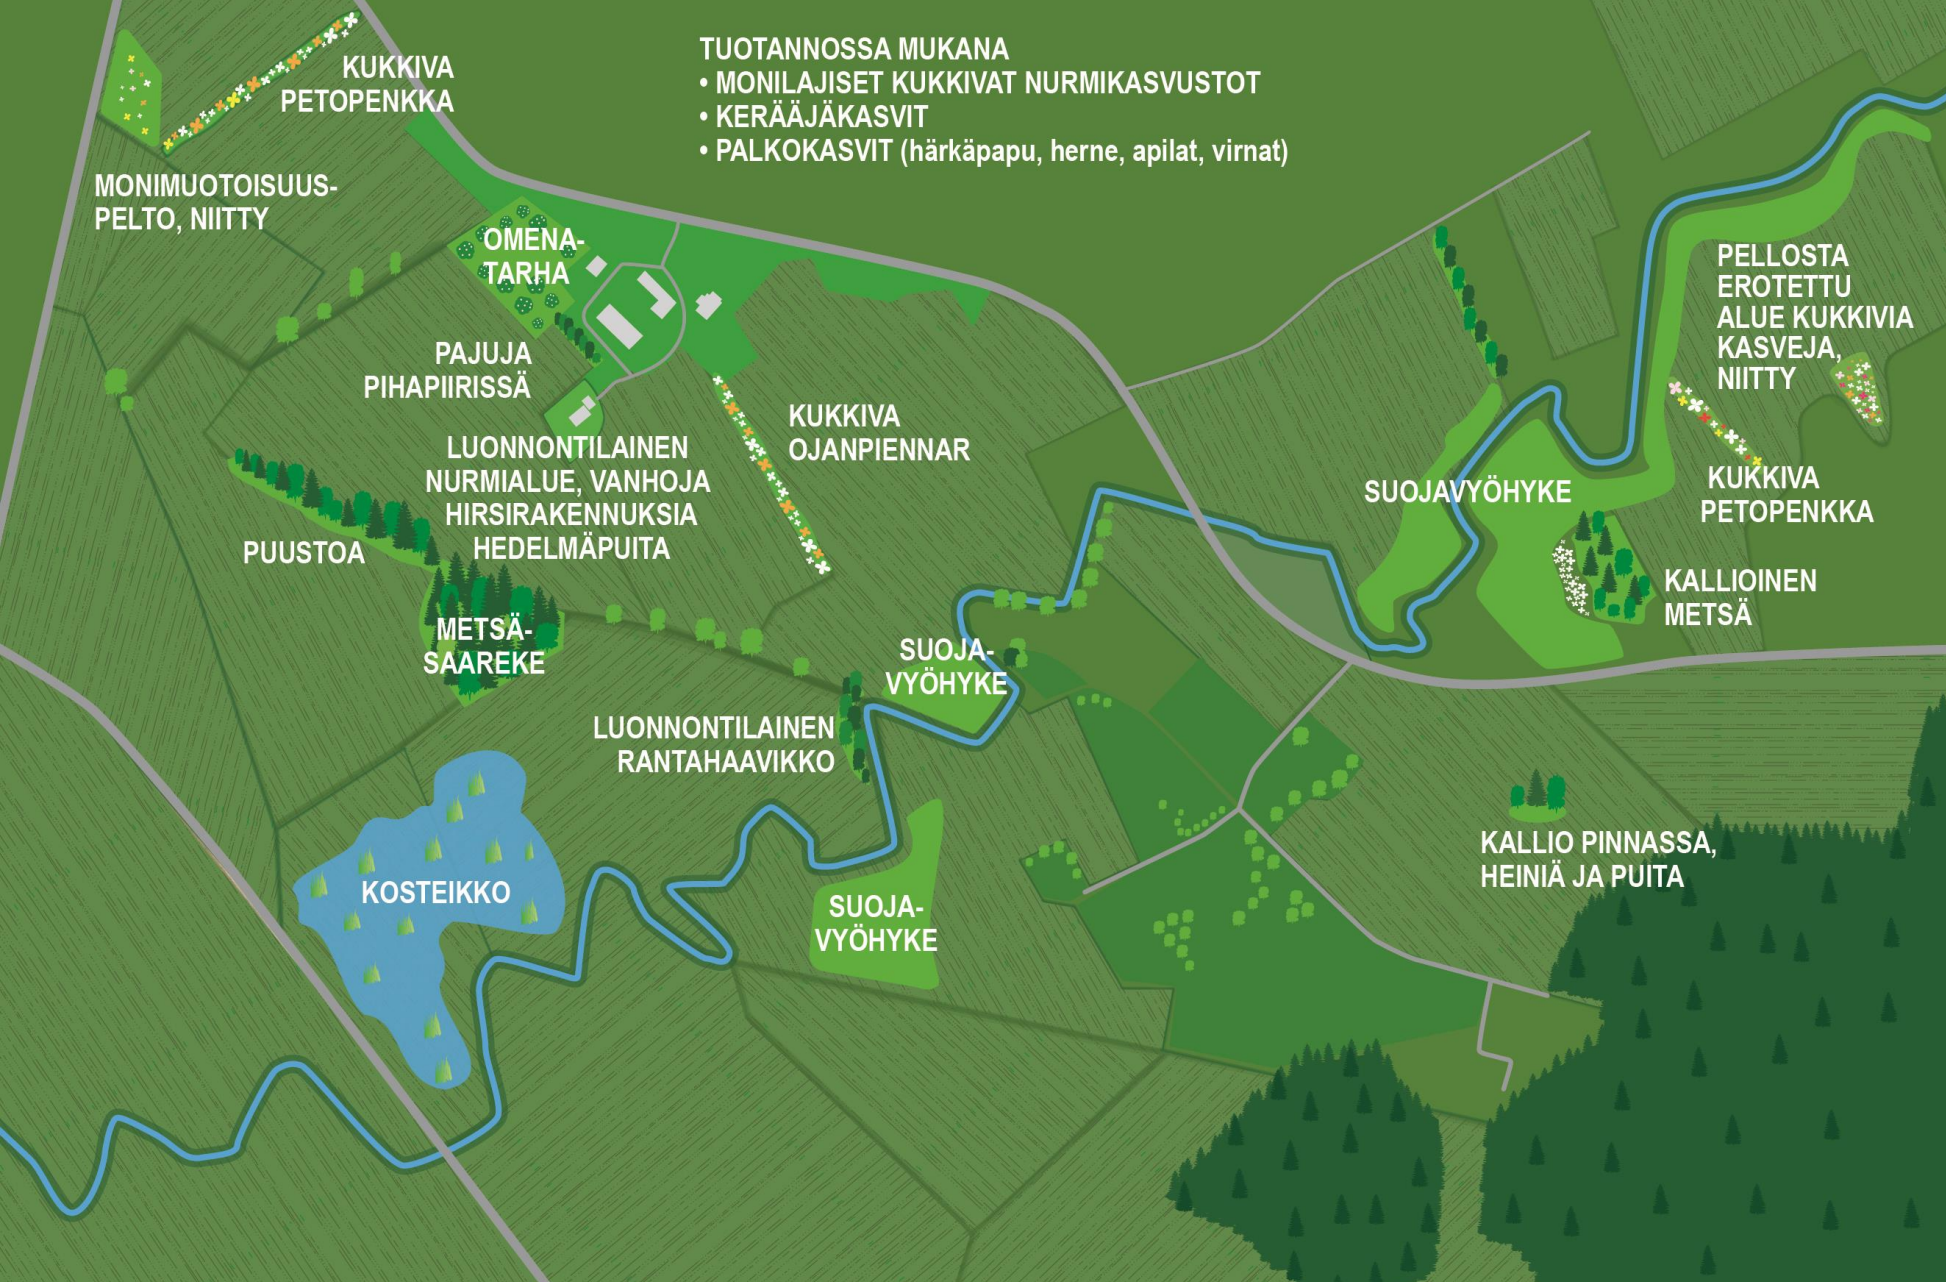 TUOTANNOSSA MUKANA
• MONILAJISET KUKKIVAT NURMIKASVUSTOT
• KERÄÄJÄKASVIT
• PALKOKASVIT (härkäpapu, herne, apilat, virnat)
KUKKIVA
PETOPENKKA
MONIMUOTOISUUS-
PELTO, NIITTY
OMENA-
TARHA
PAJUJA
PIHAPIIRISSÄ
LUONNONTILAINEN
NURMIALUE, VANHOJA
HIRSIRAKENNUKSIA
HEDELMÄPUITA
KUKKIVA
OJANPIENNAR
PELLOSTA
EROTETTU
ALUE KUKKIVIA
KASVEJA,
NIITTY
SUOJAVYÖHYKE
KUKKIVA
PETOPENKKA
KALLIOINEN
METSÄ
PUUSTOA
METSÄ-
SAAREKE
SUOJA-
VYÖHYKE
LUONNONTILAINEN
RANTAHAAVIKKO
KOSTEIKKO
SUOJA-
VYÖHYKE
KALLIO PINNASSA,
HEINIÄ JA PUITA